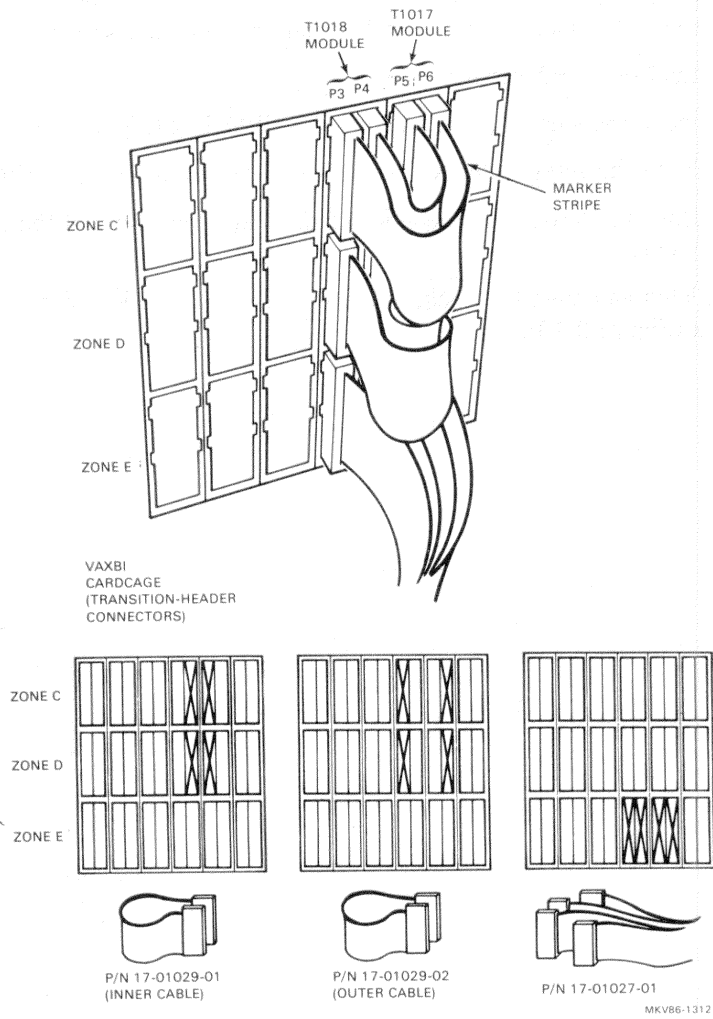 T1018
MODULE
T1017
MODULE
P3 P4
P5 P6
MARKER
STRIPE
ZONE C
ZONE D
ZONE E
VAXBI
CARDCAGE
(TRANSITION-HEADER
CONNECTORS)
ZONE C
ZONE D
ZONE E
P/N 17-01029-01
(INNER CABLE)
P/N 17-01029-02
(OUTER CABLE)
P/N 17-01027-01
MKV86-1312